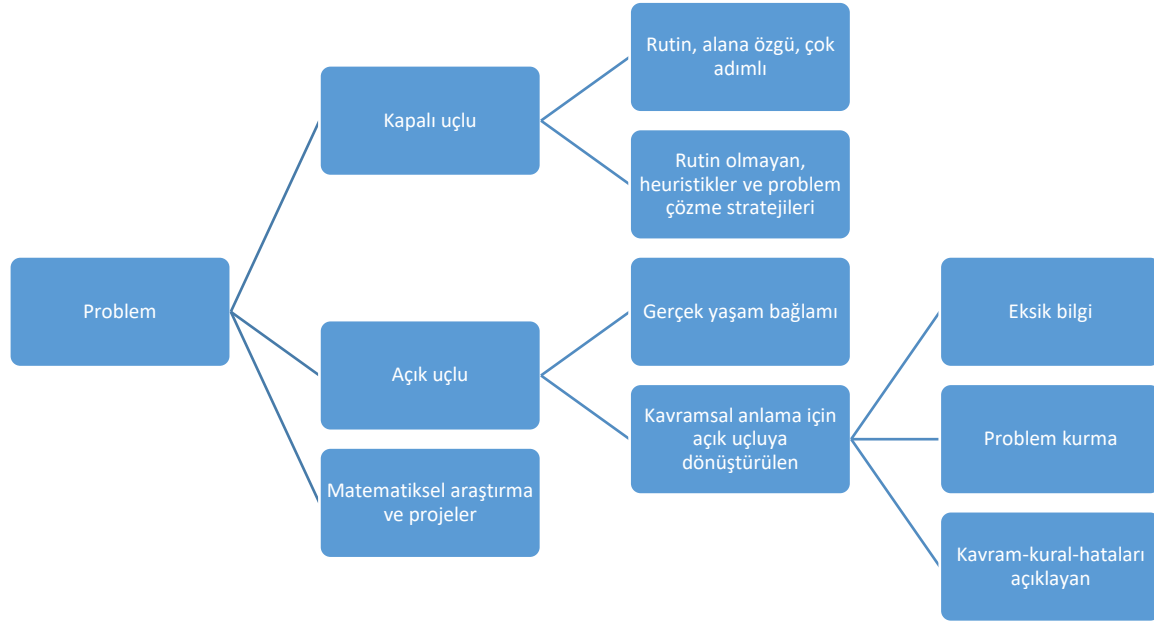 Problem
Kapalı uçlu
Rutin, alana özgü, çok
adımlı
Rutin olmayan,
heuristikler ve problem
çözme stratejileri
Açık uçlu
Gerçek yaşam bağlamı
Kavramsal anlama için
açık uçluya
dönüştürülen
Eksik bilgi
Problem kurma
Kavram-kural-hataları
açıklayan
Matematiksel araştırma
ve projeler